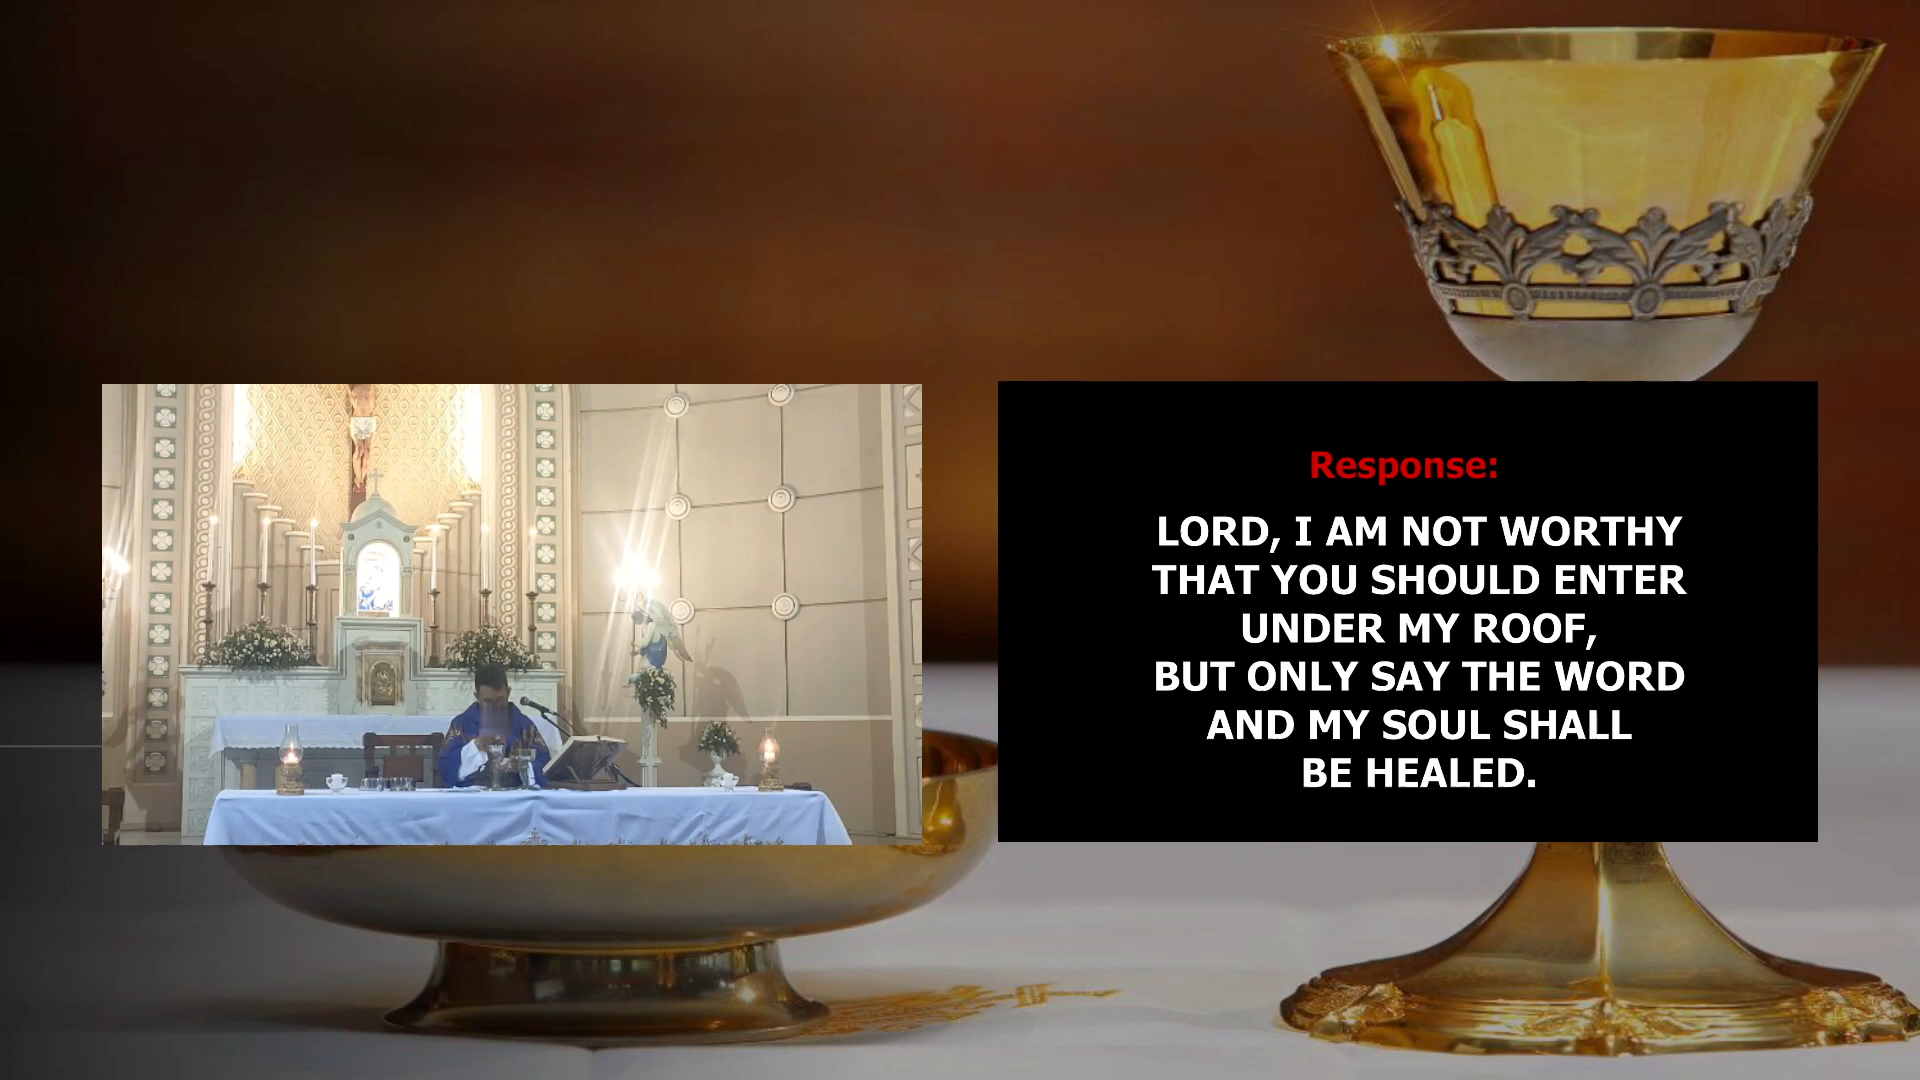 Response:
LORD, I AM NOT WORTHY
THAT YOU SHOULD ENTER
UNDER MY ROOF,
BUT ONLY SAY THE WORD
AND MY SOUL SHALL
BE HEALED.